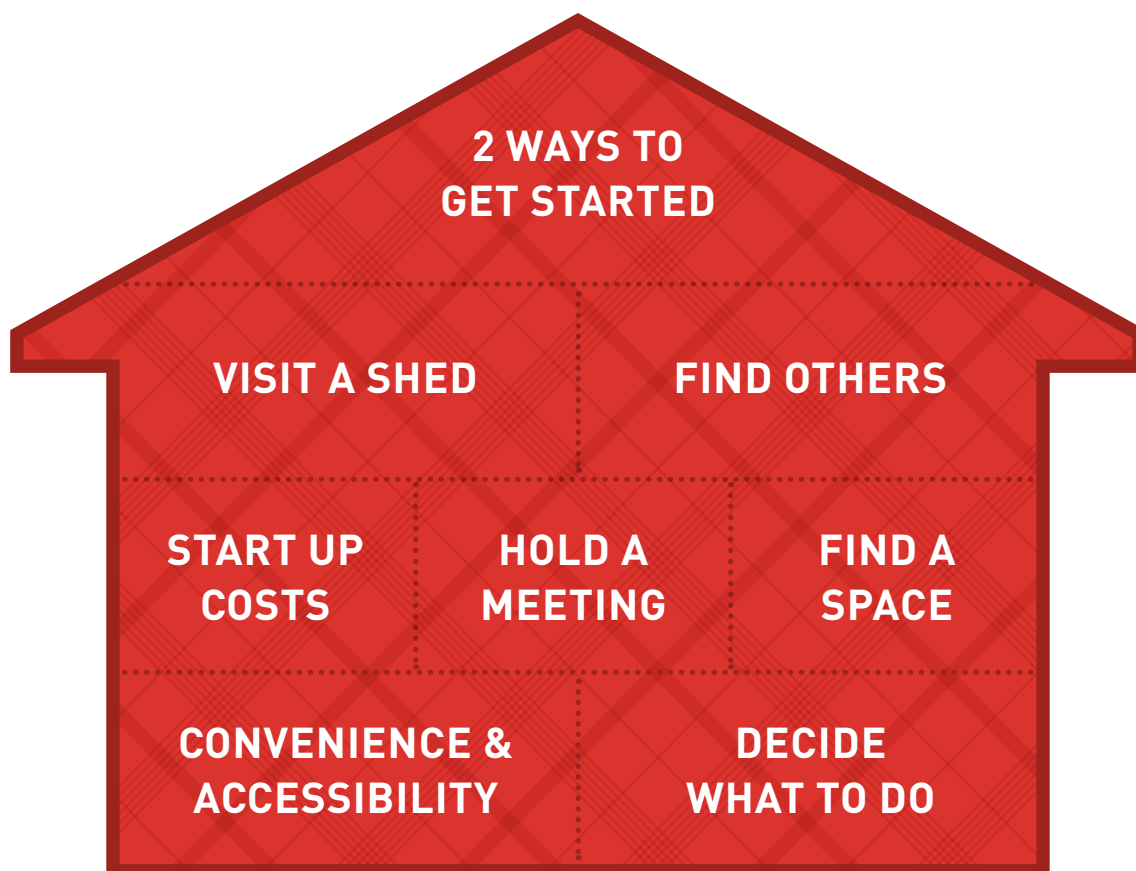 2 WAYS TO
GET STARTED
VISIT A SHED
FIND OTHERS
START UP
COSTS
HOLD A
MEETING
FIND A
SPACE
CONVENIENCE &
ACCESSIBILITY
DECIDE
WHAT TO DO